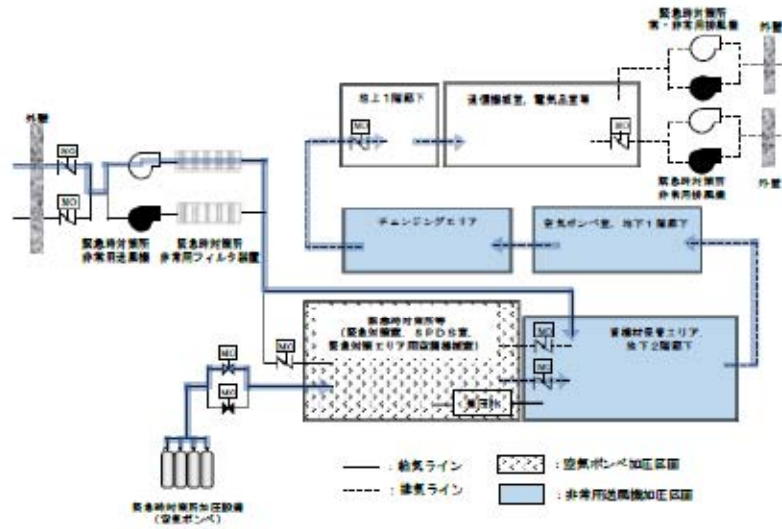 緊急時対策所
常・非常用排風機
外壁
地上1階廊下
通信機械室，電気品室等
MO
MO
外壁
MO
MO
緊急時対策所
非常用送風機
緊急時対策所
非常用フィルタ装置
緊急時対策所
非常用排風機
外壁
チェンジングエリア
空気ボンベ室，地下1階廊下
緊急時対策所等
（緊急対策室，SPDS室，
緊急対策エリア用空調機械室）
MO
MO
MO
MO
MO
資機材保管エリア
地下2階廊下
緊急時対策所加圧設備
（空気ボンベ）
：給気ライン
：排気ライン
：空気ボンベ加圧区画
：非常用送風機加圧区画